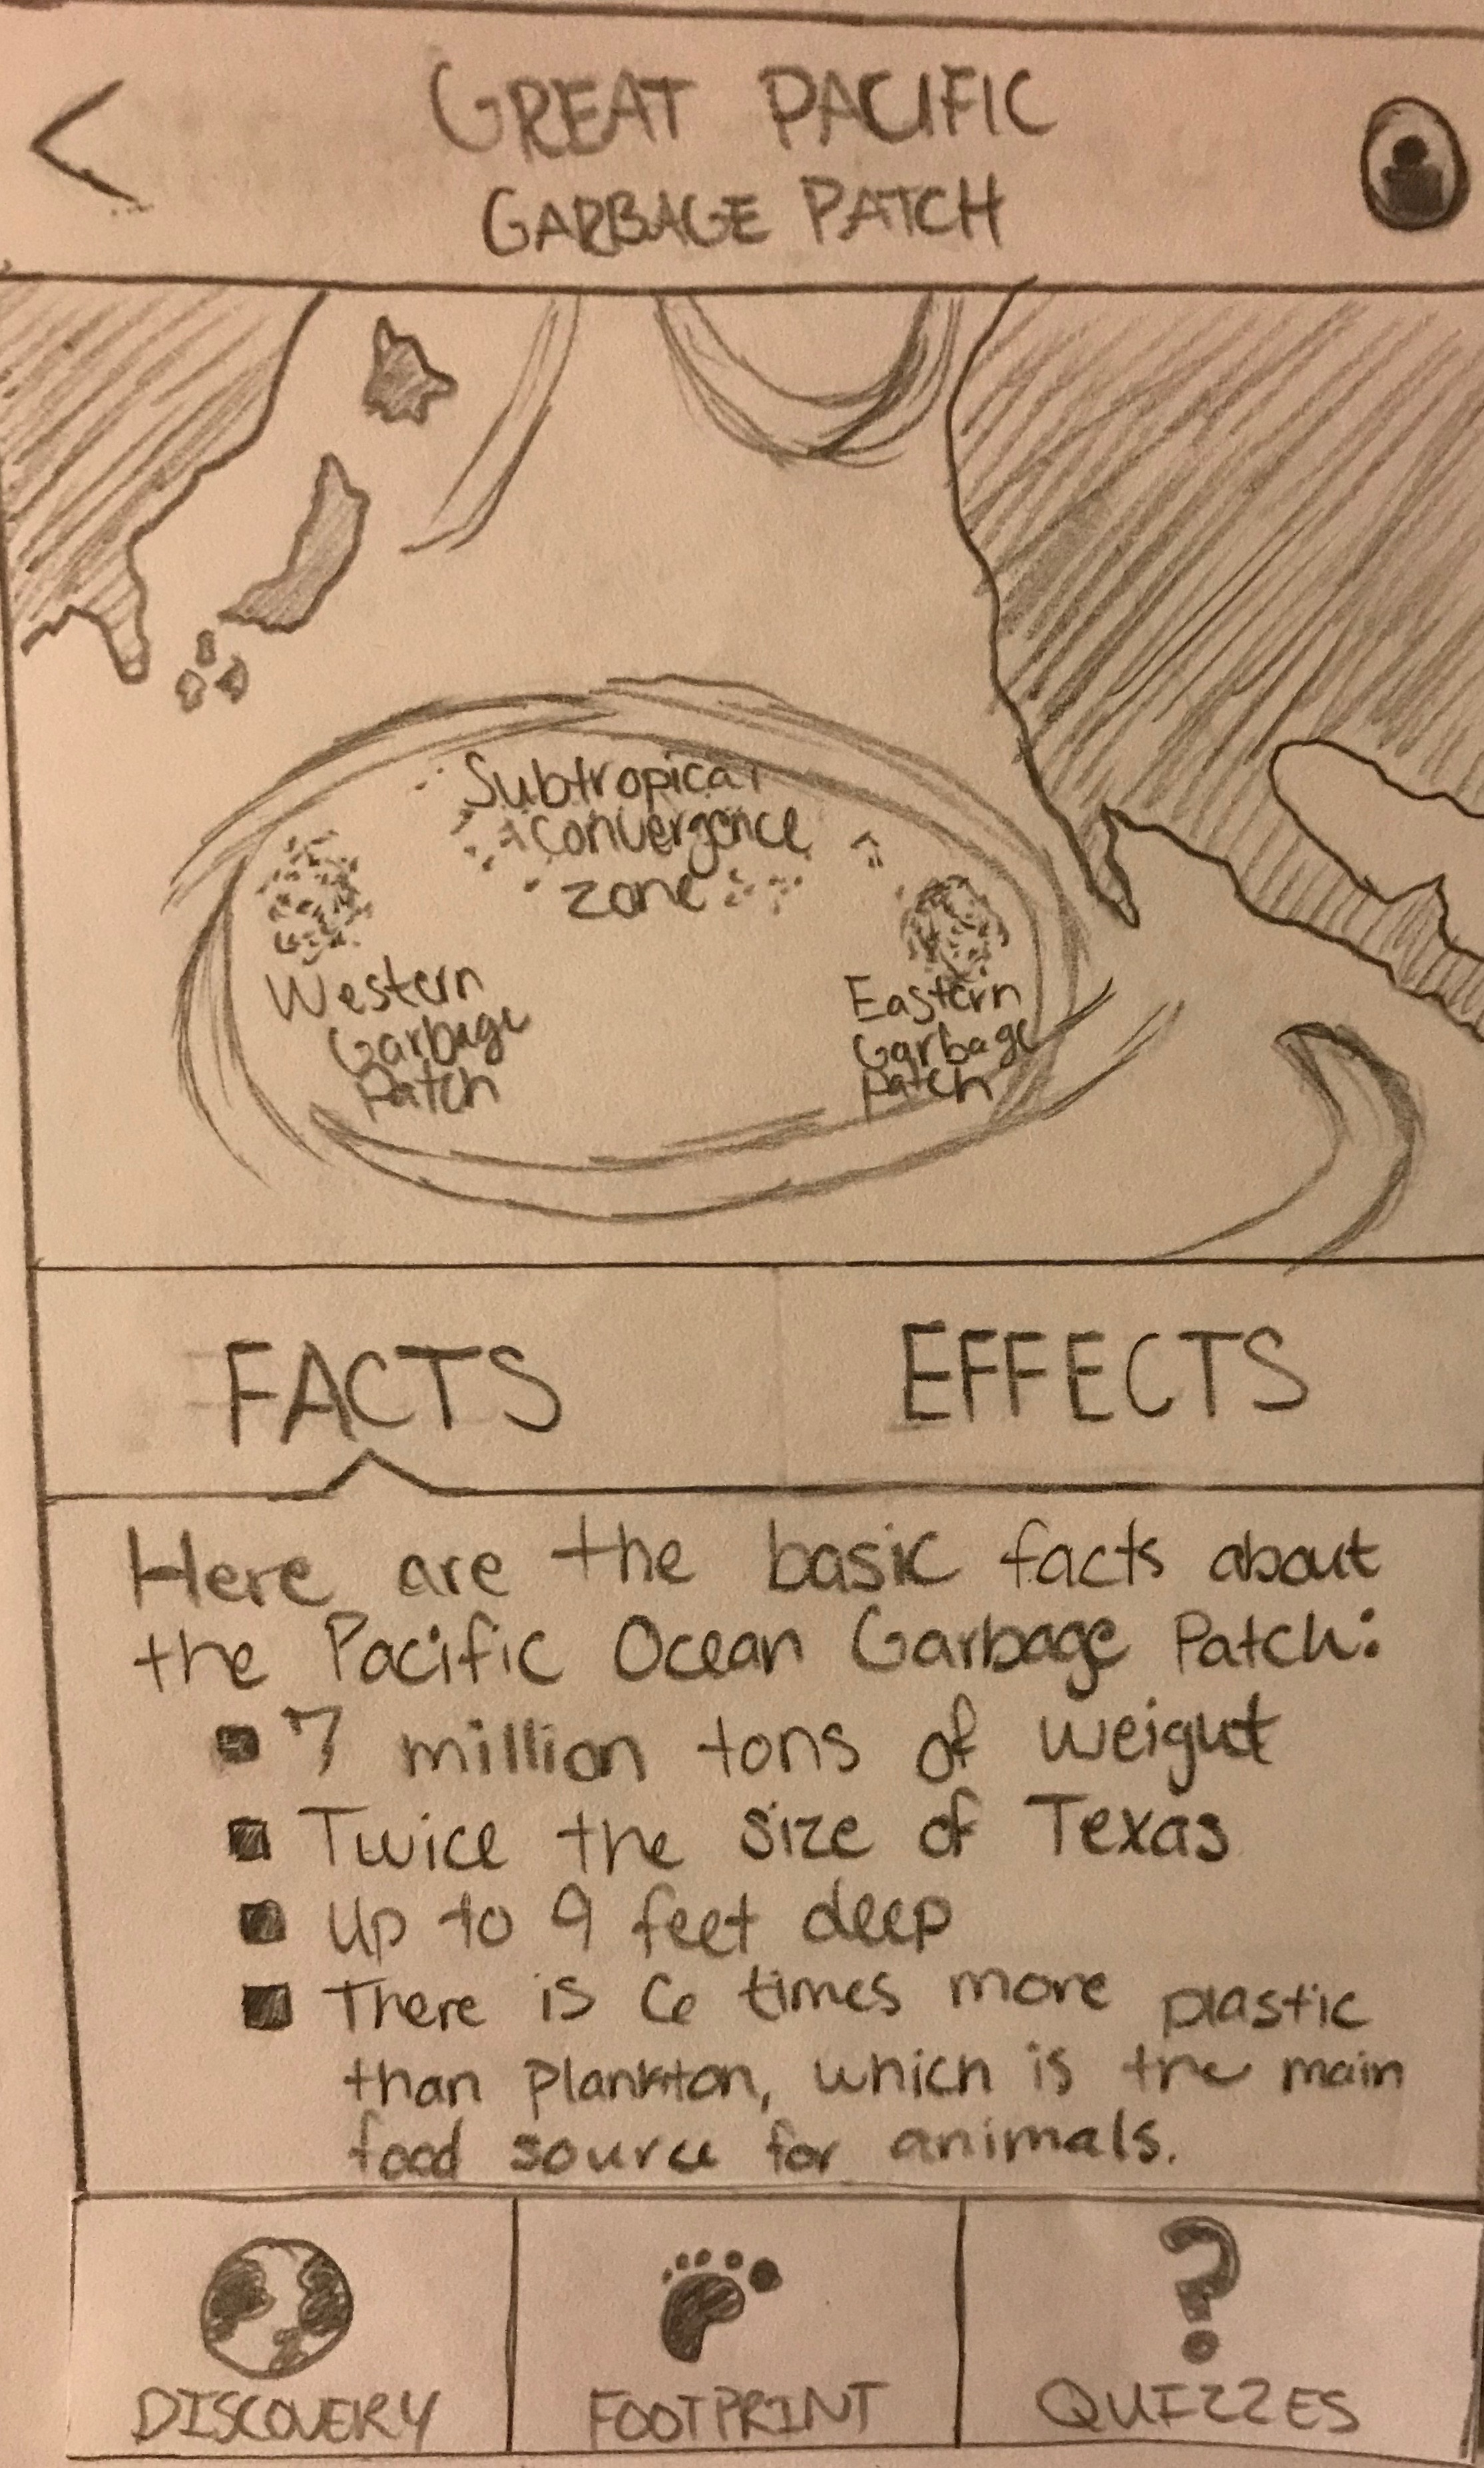 GREAT PACIFIC
GARBAGE PATCH
Subtropical
convergence
zone
Western
Garbage
Patch
Eastern
Garbage
Patch
FACTS
EFFECTS
Here are the basic facts about
the Pacific Ocean Garbage Patch:
▪ 7 million tons of weight
▪ Twice the size of Texas
▪ Up to 9 feet deep
▪ There is 6 times more plastic
than plankton, which is the main
food source for animals.
DISCOVERY
FOOTPRINT
QUIZZES